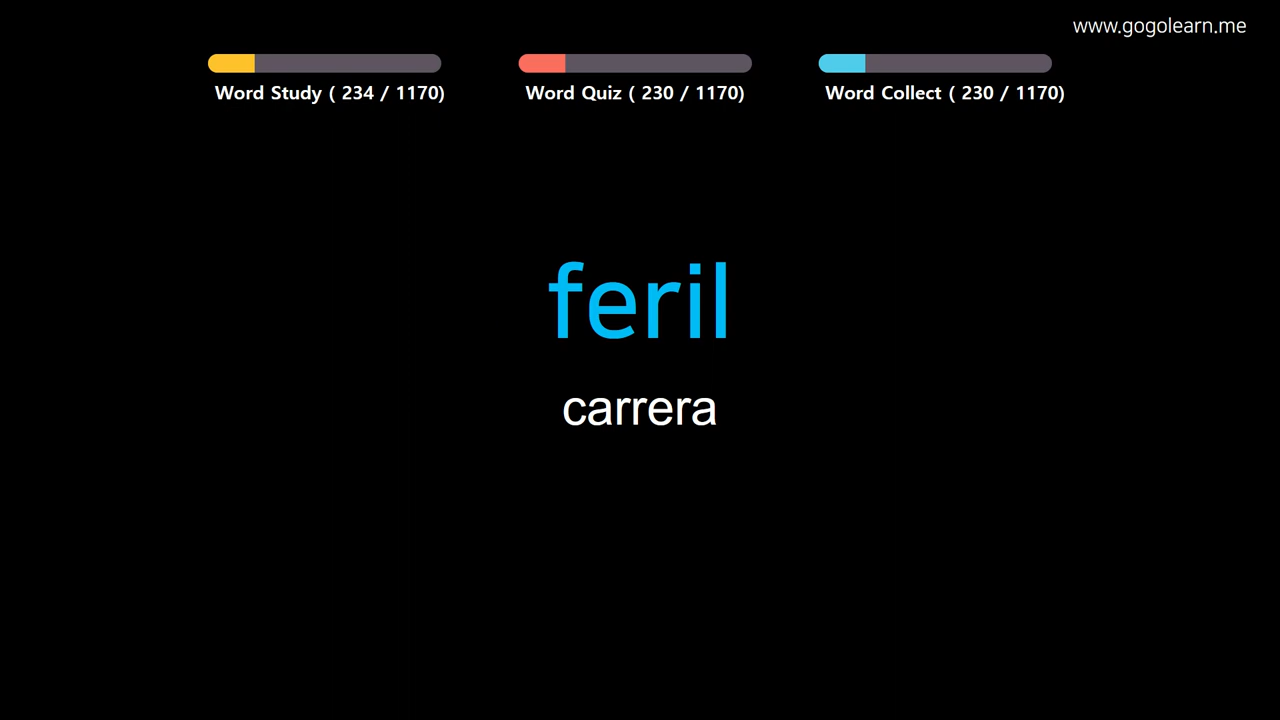 www.gogolearn.me
Word Study ( 234 / 1170)
Word Quiz ( 230 / 1170)
Word Collect ( 230 / 1170)
feril
carrera